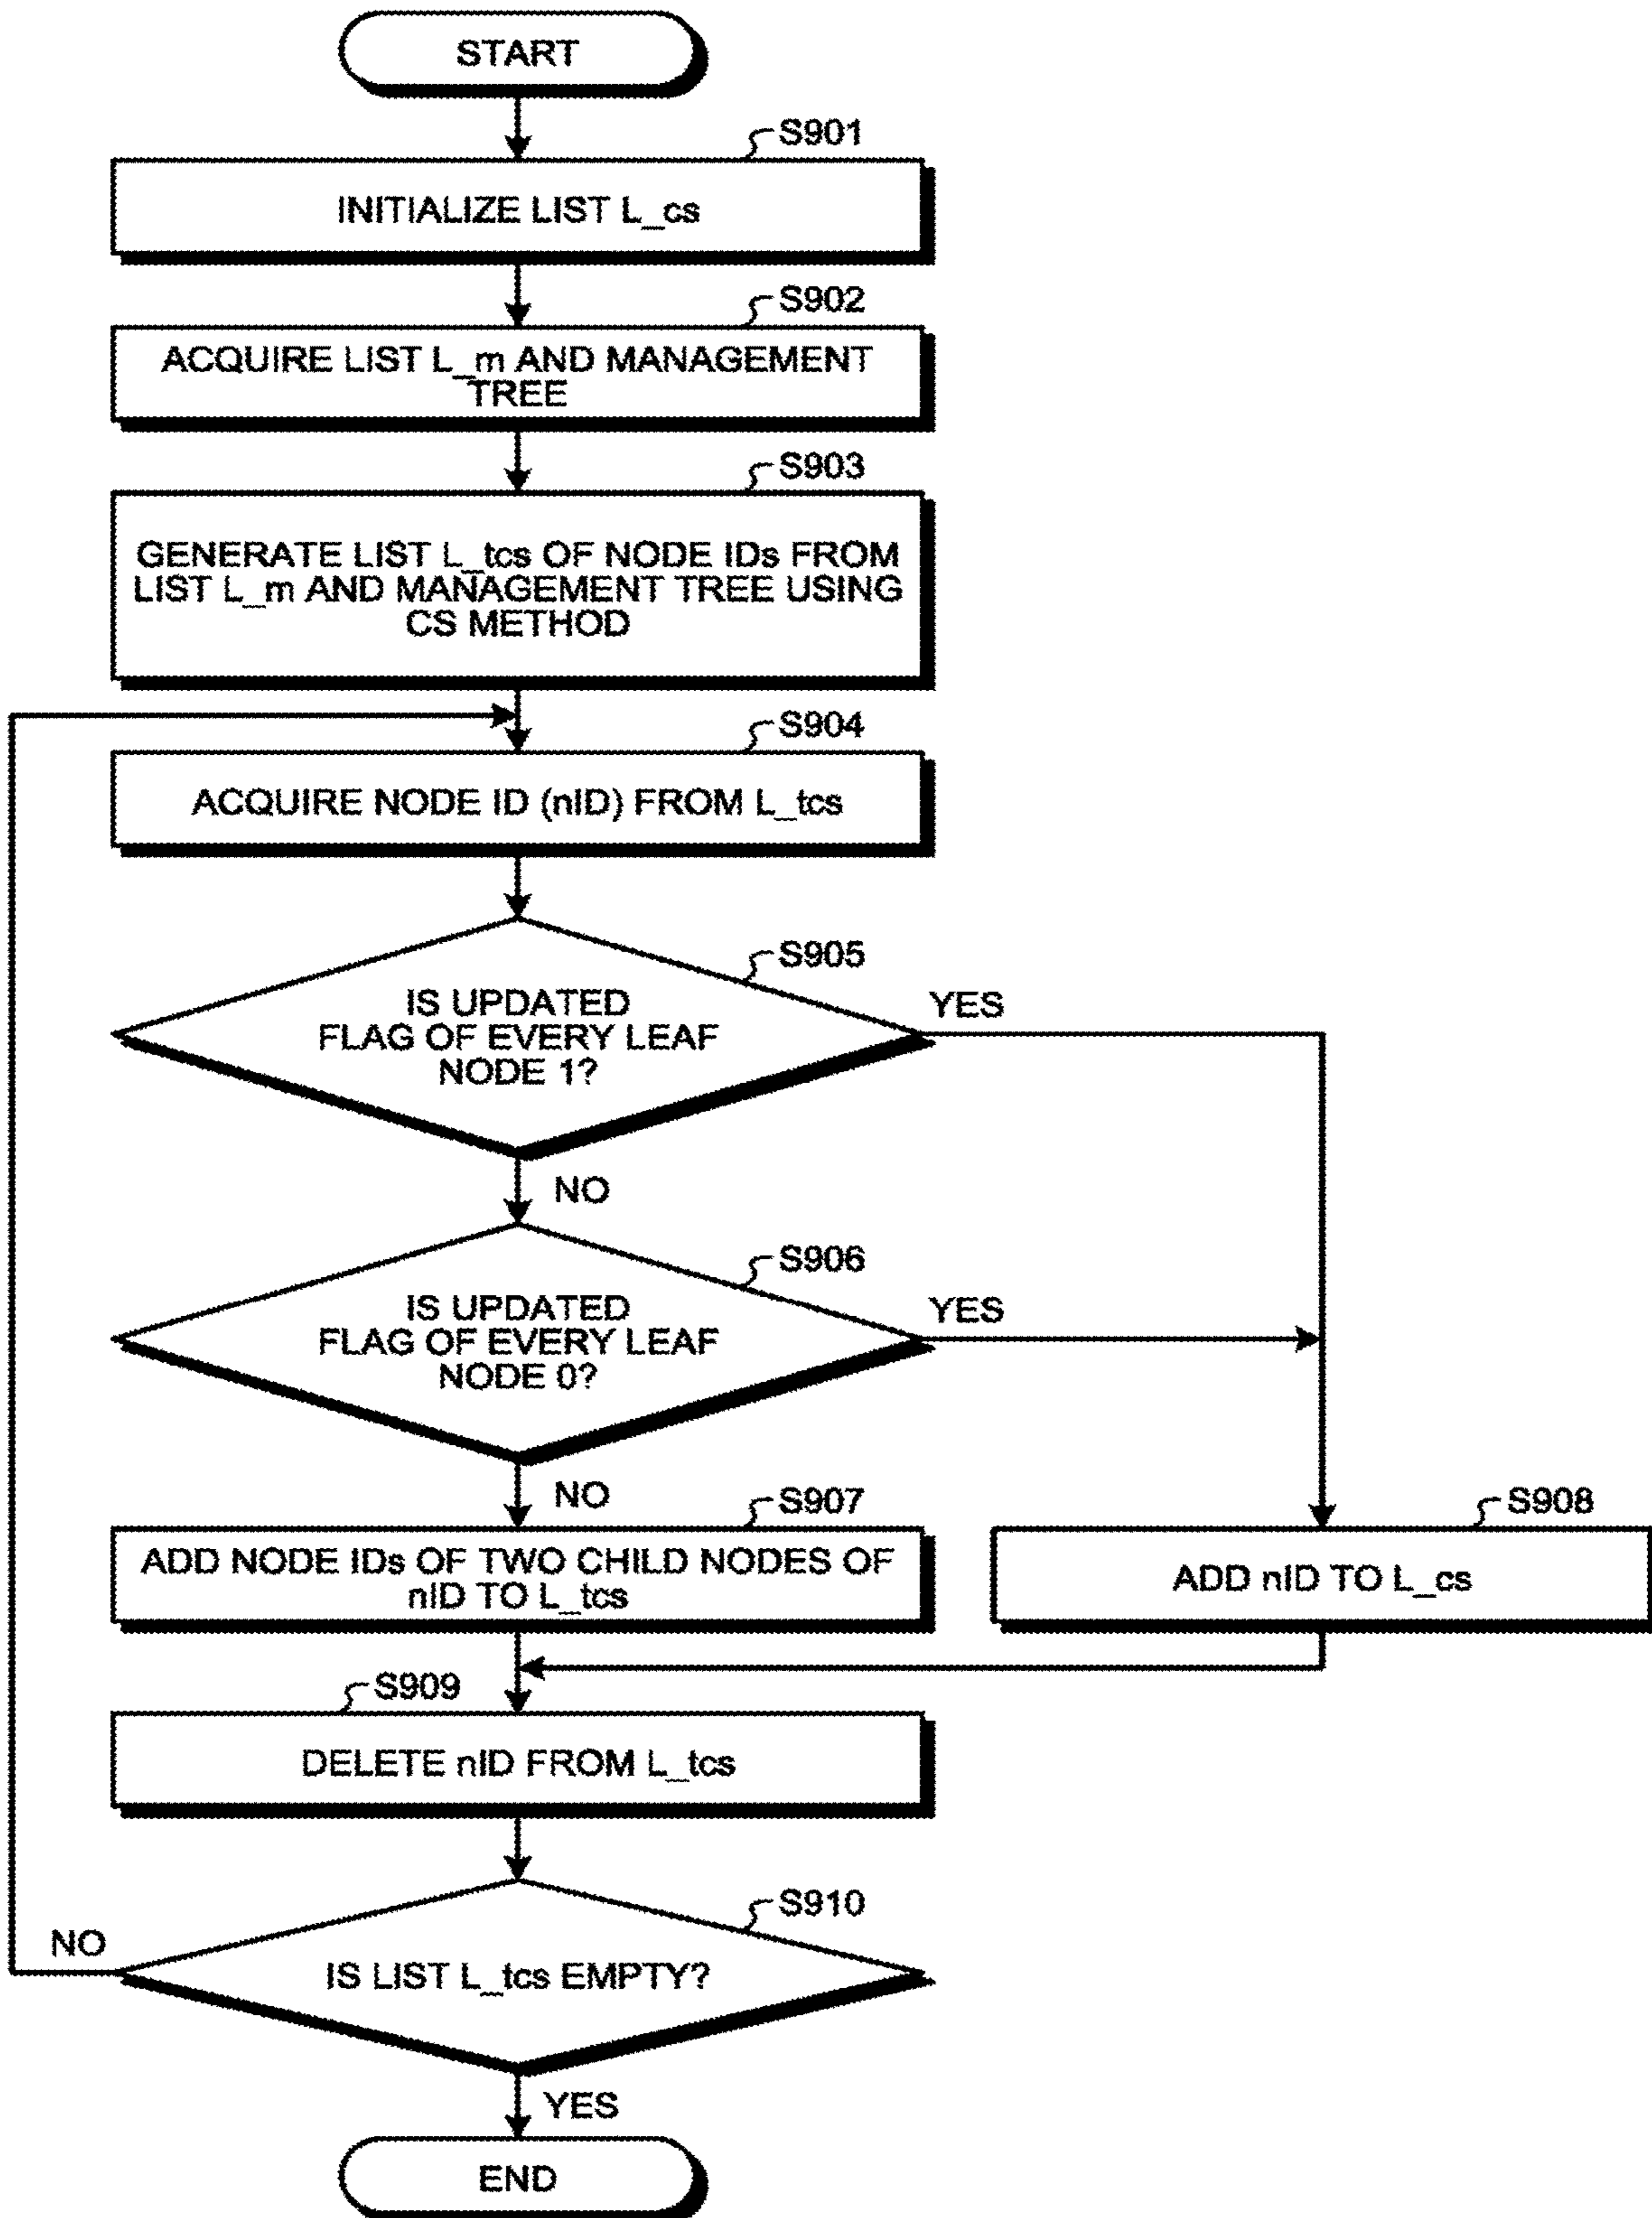 START
S901
INITIALIZE LIST L_cs
S902
ACQUIRE LIST L_m AND MANAGEMENT
TREE
S903
GENERATE LIST L_tcs OF NODE IDs FROM
LIST L_m AND MANAGEMENT TREE USING
CS METHOD
S904
ACQUIRE NODE ID (nID) FROM L_tcs
S905
IS UPDATED
FLAG OF EVERY LEAF
NODE 1?
YES
NO
S906
IS UPDATED
FLAG OF EVERY LEAF
NODE 0?
YES
NO
S907
ADD NODE IDs OF TWO CHILD NODES OF
nID TO L_tcs
S908
ADD nID TO L_cs
S909
DELETE nID FROM L_tcs
S910
IS LIST L_tcs EMPTY?
NO
YES
END